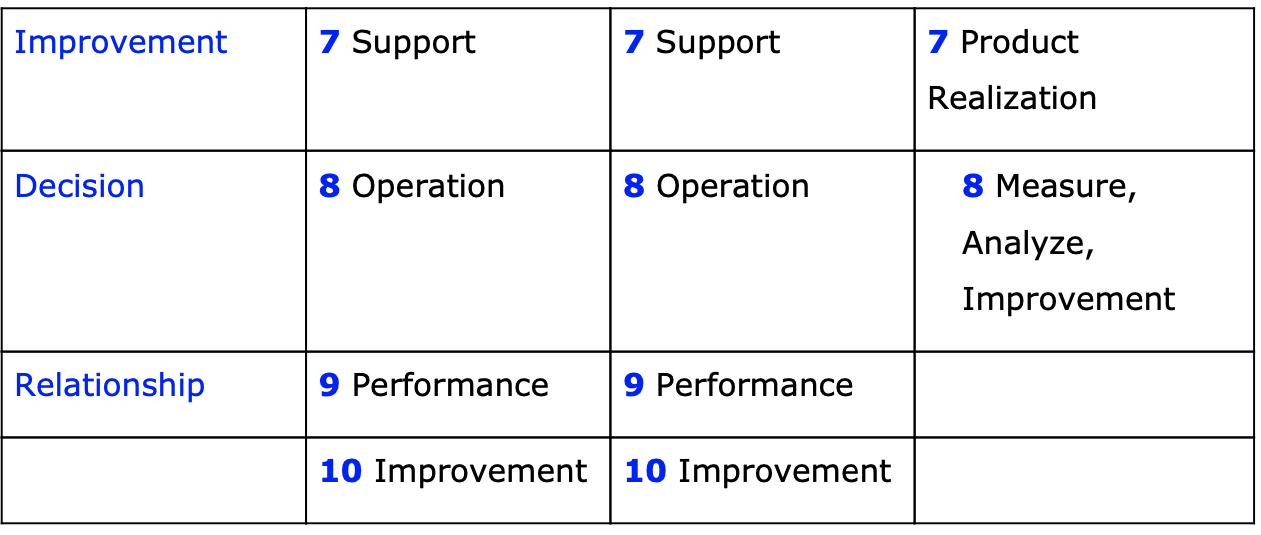 Improvement
7 Support
7 Support
7 Product
Realization
Decision
8 Operation
8 Operation
8 Measure,
Analyze,
Improvement
Relationship
9 Performance
9 Performance
10 Improvement
10 Improvement